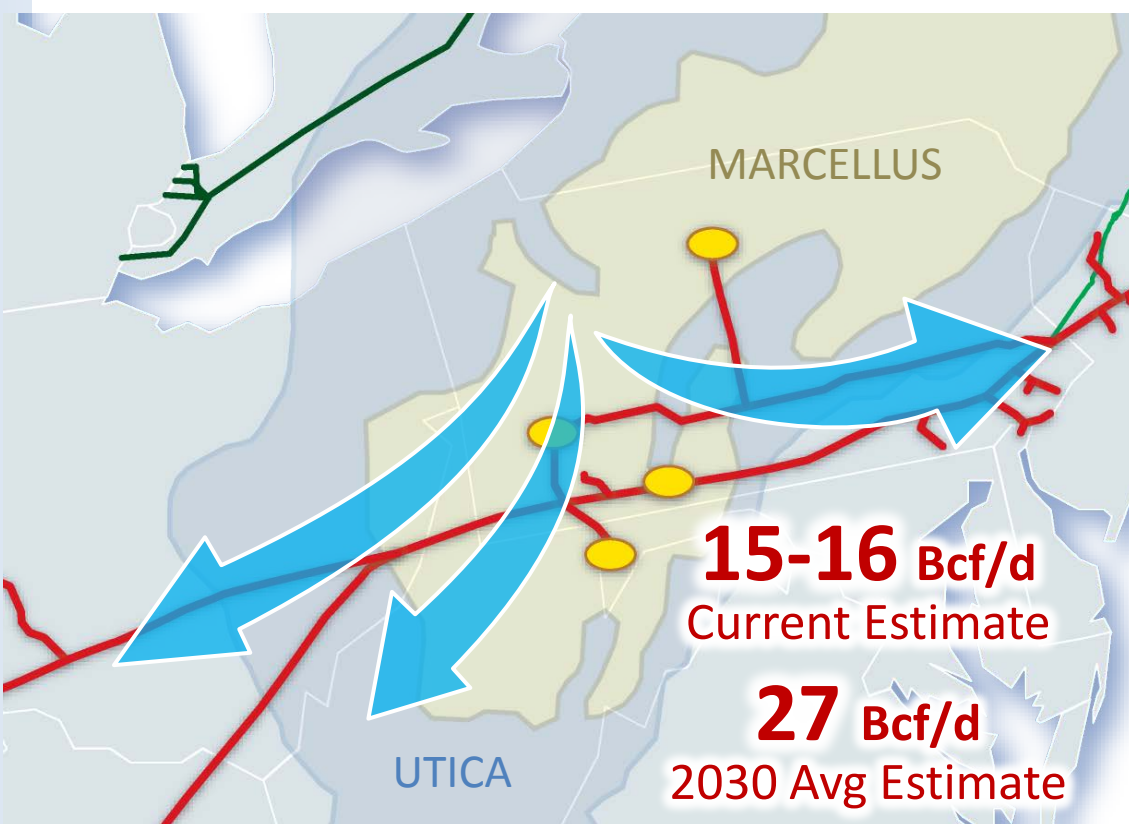 MARCELLUS
15-16 Bcf/d
Current Estimate
27 Bcf/d
2030 Avg Estimate
UTICA